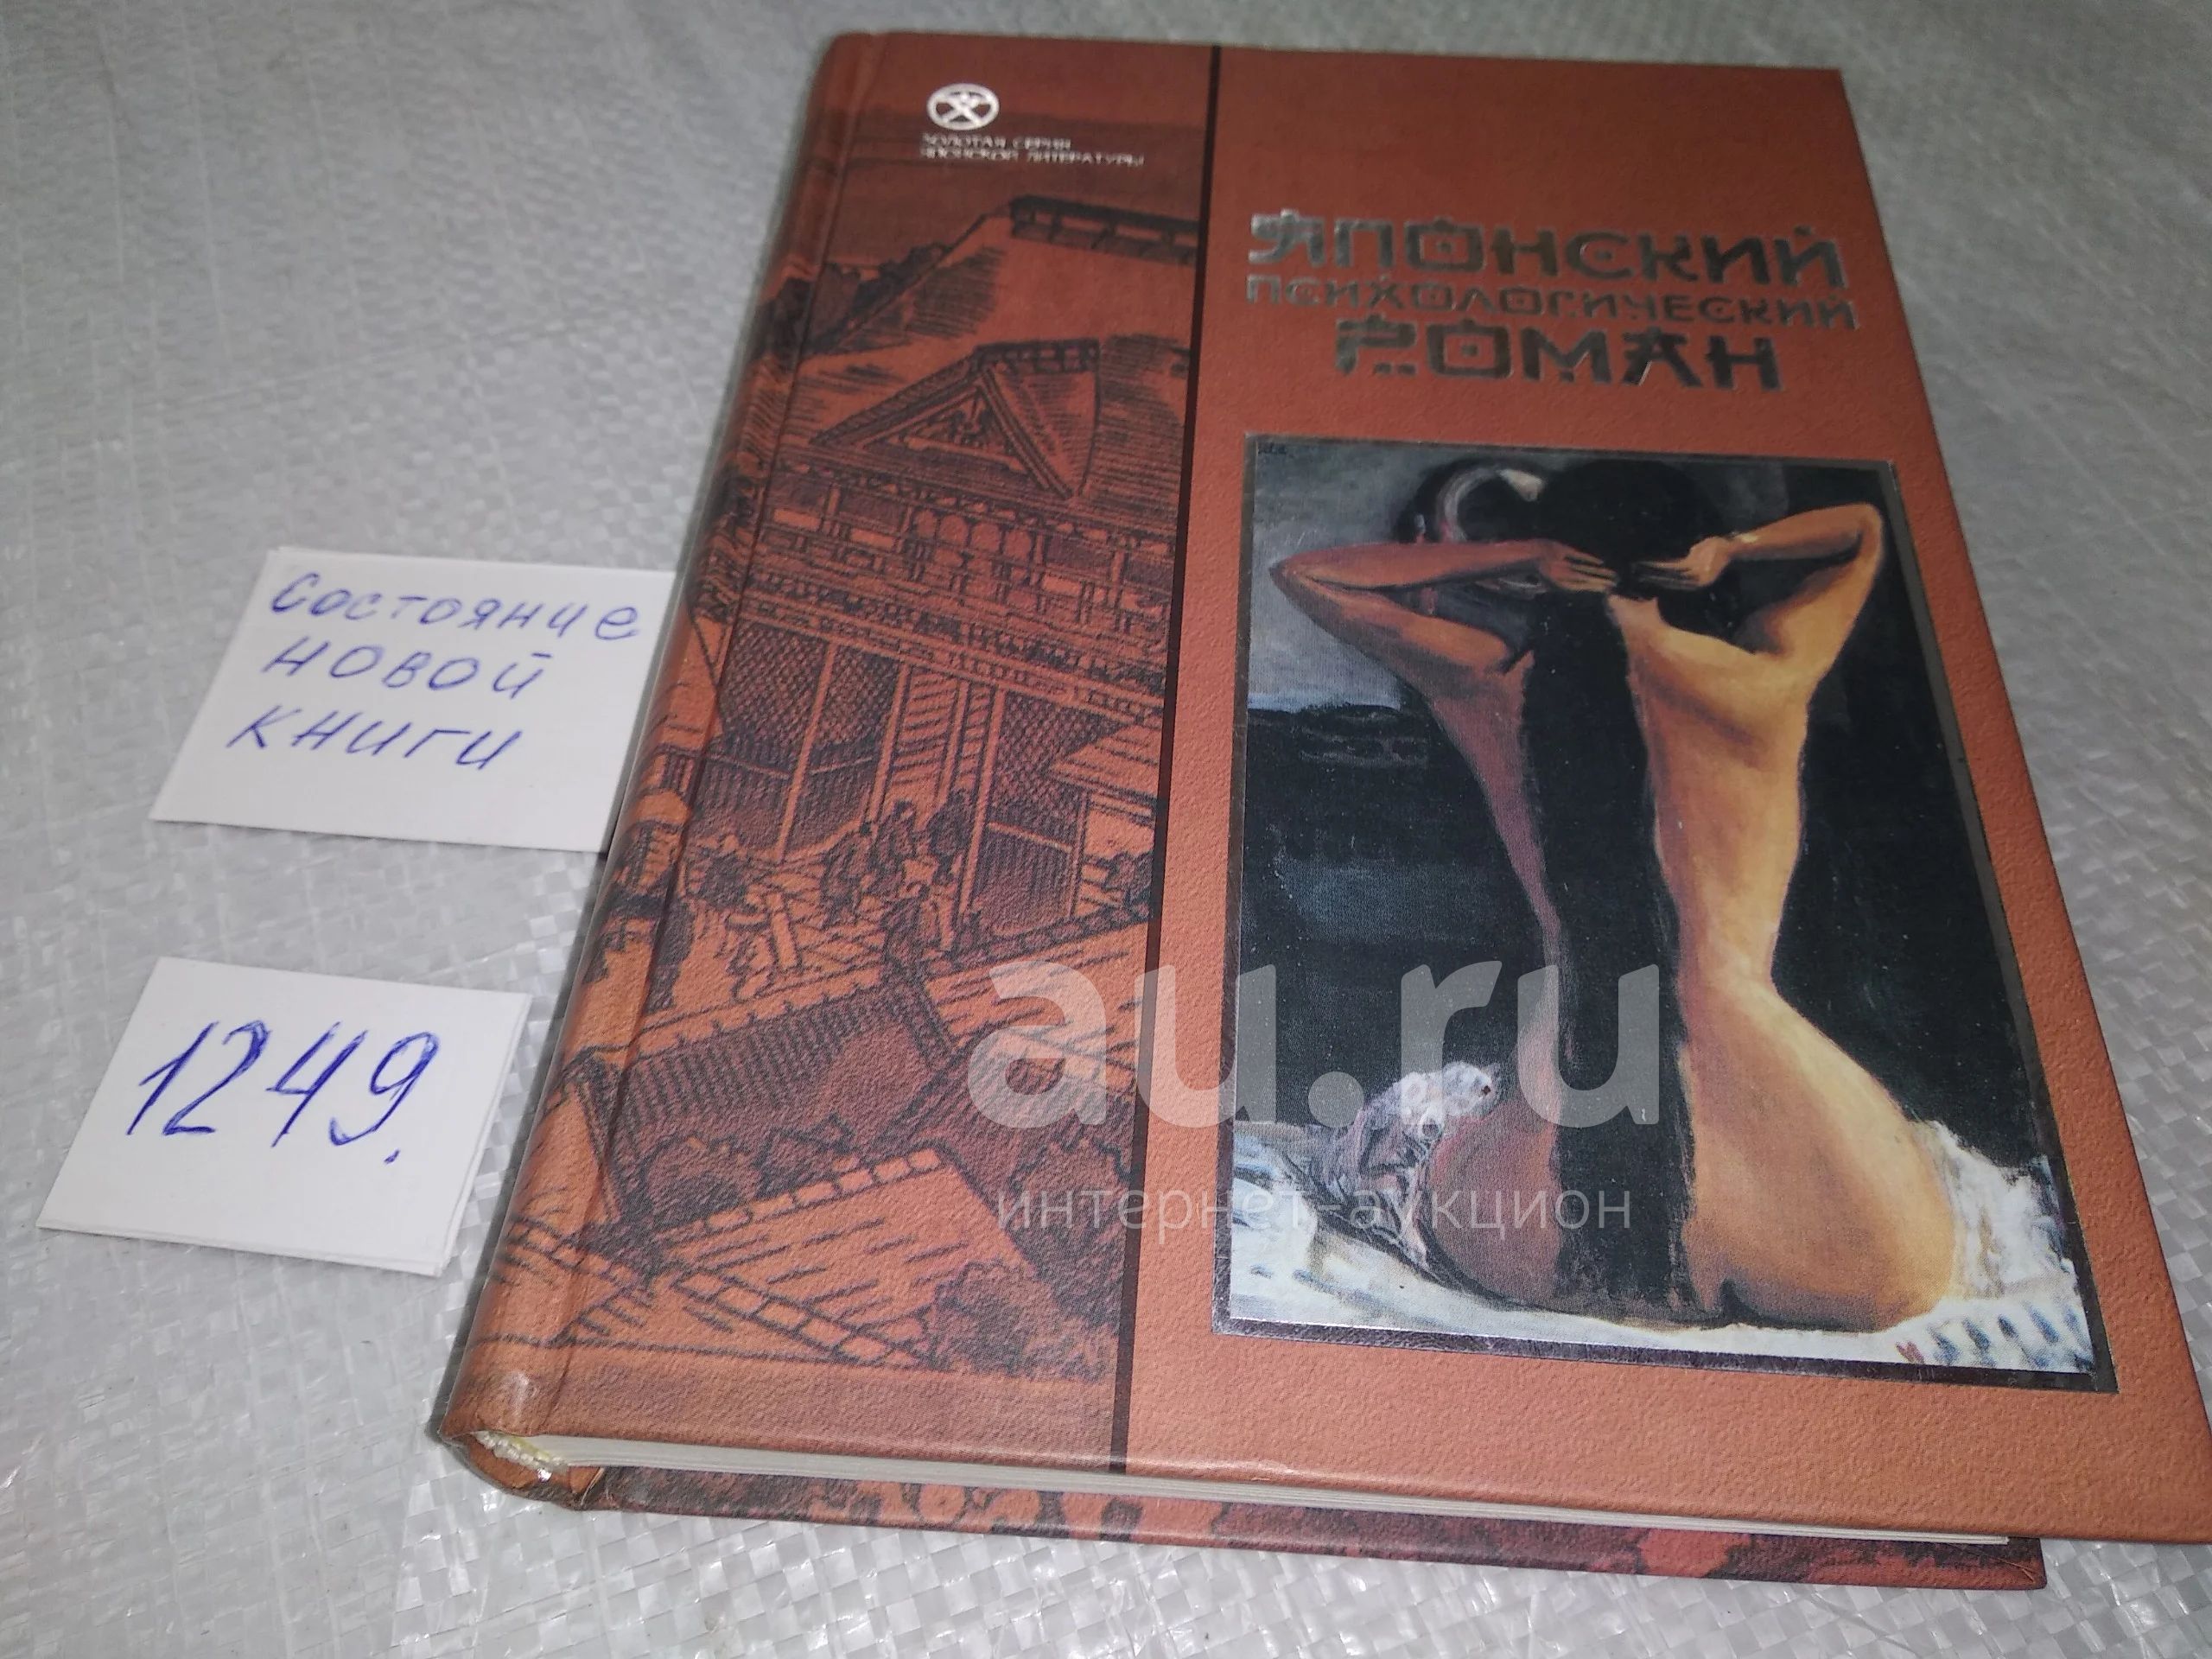 ЗОЛОТАЯ СЕРИЯ
ЯПОНСКОЙ ЛИТЕРАТУРЫ
ЯПОНСКИЙ
ПСИХОЛОГИЧЕСКИЙ
РОМАН
Состояние
новой
книги
1249.
au.ru
интернет-аукцион